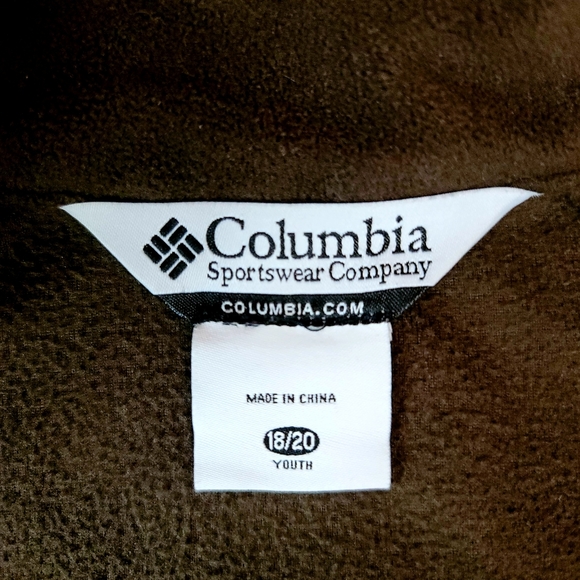 Columbia
Sportswear Company
COLUMBIA.COM
MADE IN CHINA
18/20
YOUTH